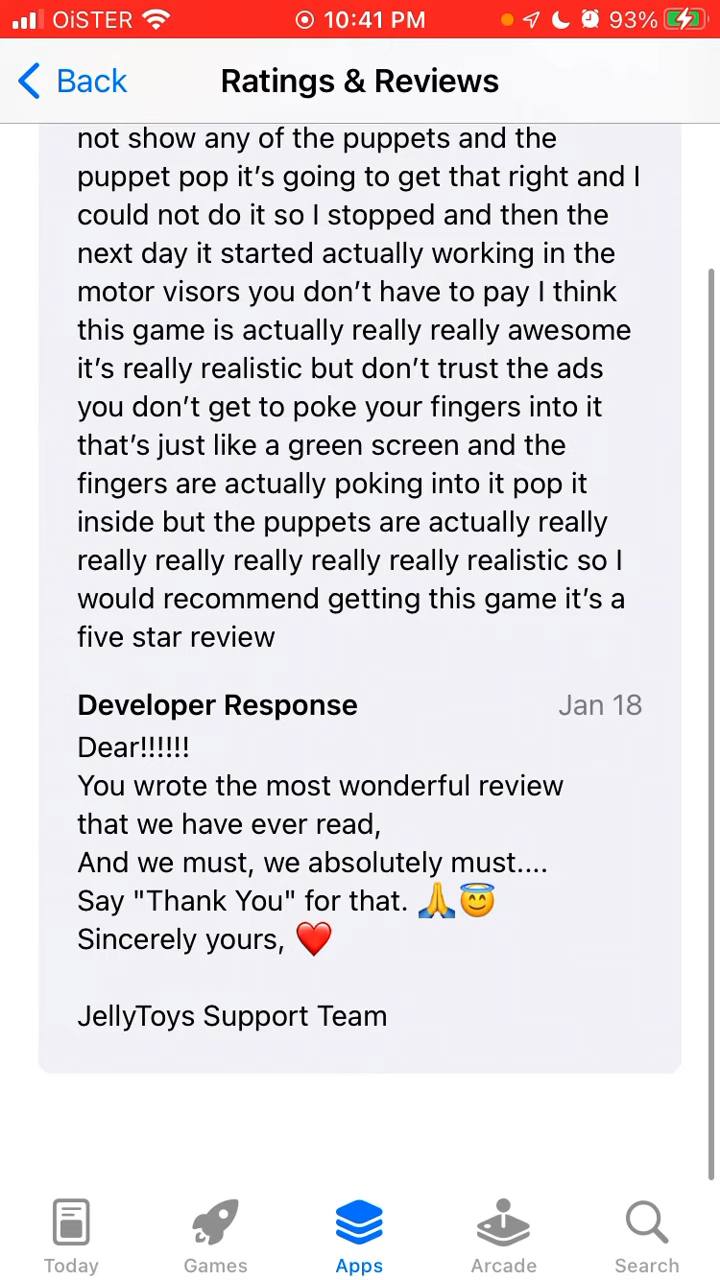 OiSTER 10:41 PM 93%
Back Ratings & Reviews
not show any of the puppets and the
puppet pop it’s going to get that right and I
could not do it so I stopped and then the
next day it started actually working in the
motor visors you don’t have to pay I think
this game is actually really really awesome
it’s really realistic but don’t trust the ads
you don’t get to poke your fingers into it
that’s just like a green screen and the
fingers are actually poking into it pop it
inside but the puppets are actually really
really really really really really realistic so I
would recommend getting this game it’s a
five star review
Developer Response Jan 18
Dear!!!!!!
You wrote the most wonderful review
that we have ever read,
And we must, we absolutely must....
Say "Thank You" for that. 🙏😇
Sincerely yours, ❤️
JellyToys Support Team
Today Games Apps Arcade Search